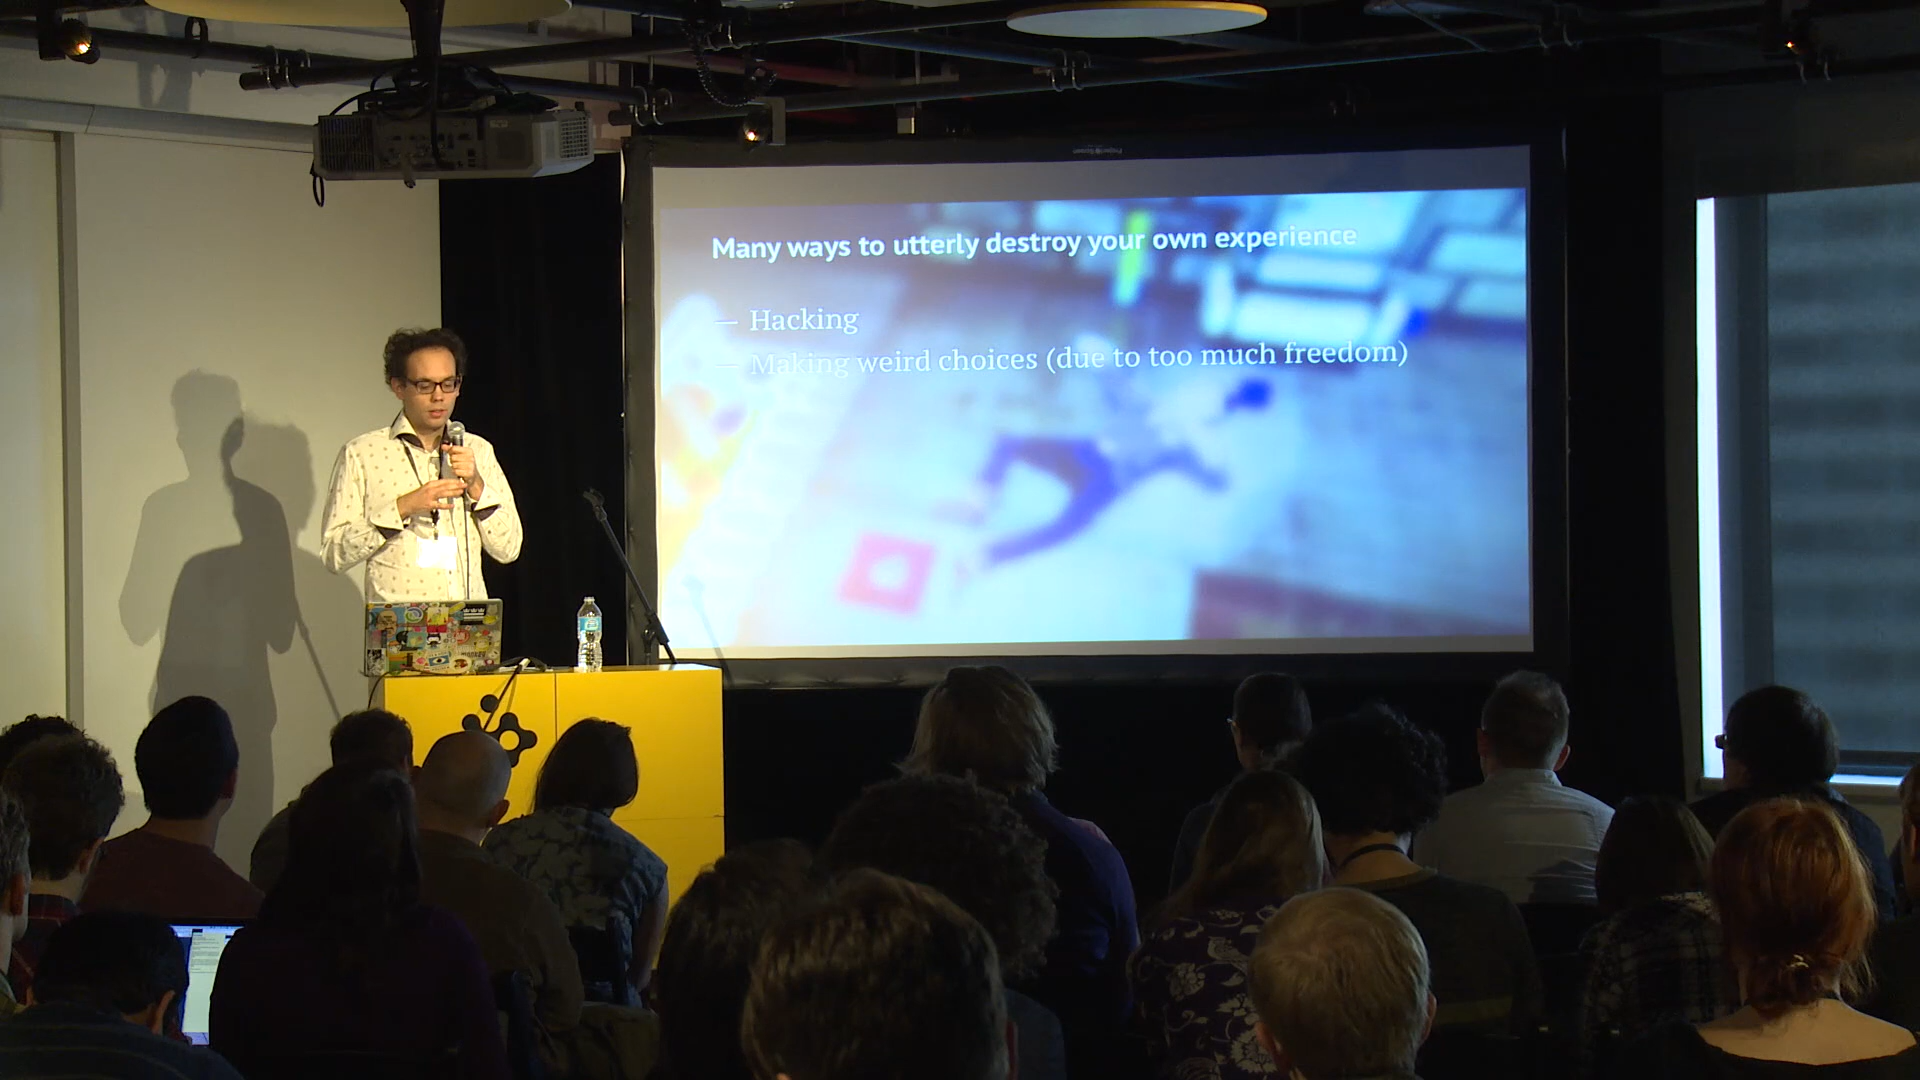 Many ways to utterly destroy your own experience
— Hacking
— Making weird choices (due to too much freedom)